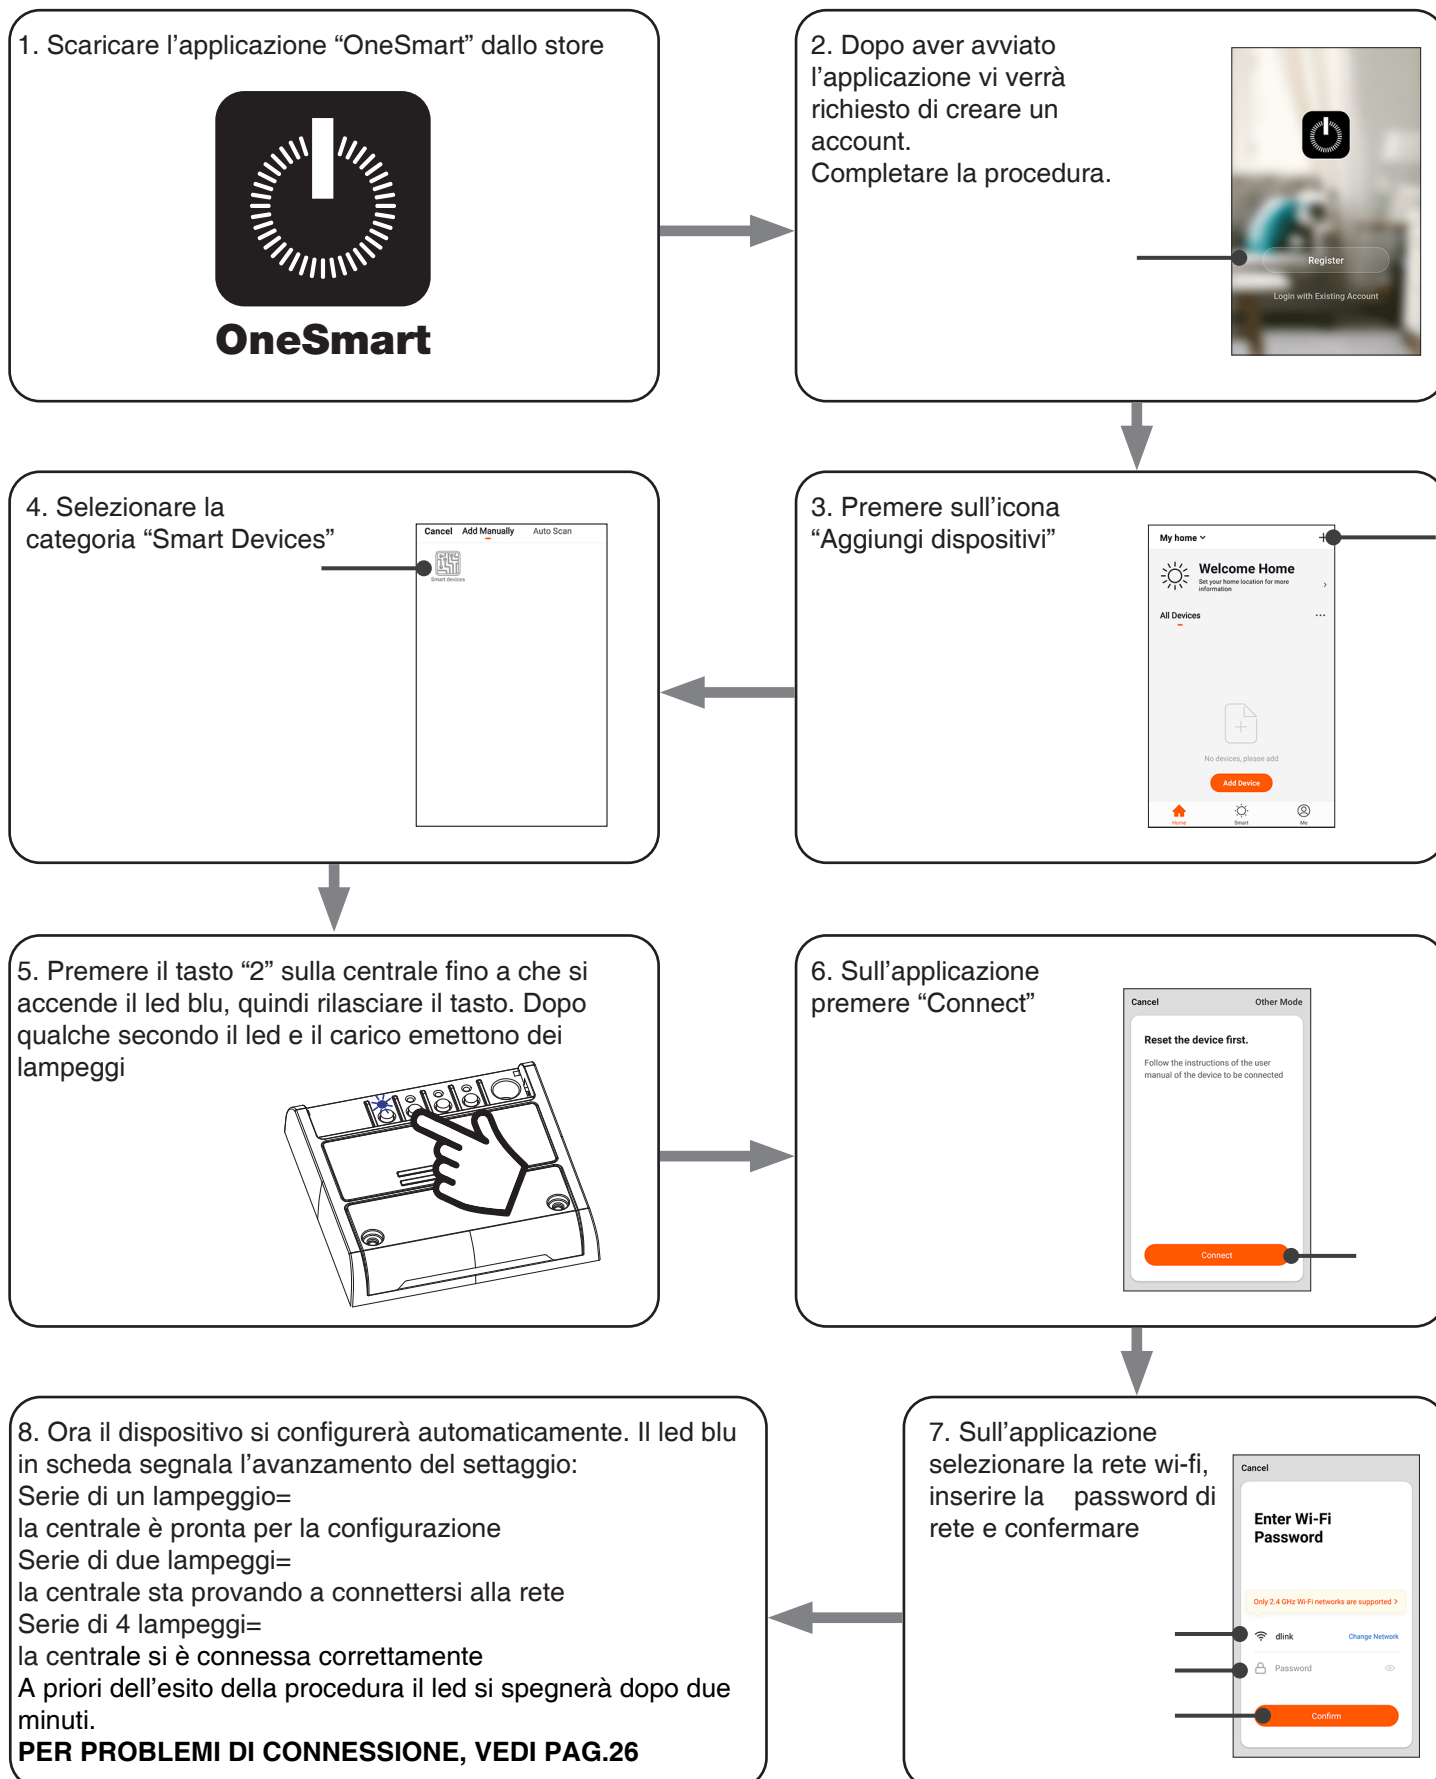 1. Scaricare l’applicazione “OneSmart” dallo store
OneSmart
2. Dopo aver avviato
l’applicazione vi verrà
richiesto di creare un
account.
Completare la procedura.
Register
Login with Existing Account
3. Premere sull’icona
“Aggiungi dispositivi”
My home
+
Welcome Home
Set your home location for more
information
All Devices
No devices, please add
Add Device
Home
Smart
Me
4. Selezionare la
categoria “Smart Devices”
Cancel Add Manually Auto Scan
Smart devices
5. Premere il tasto “2” sulla centrale fino a che si
accende il led blu, quindi rilasciare il tasto. Dopo
qualche secondo il led e il carico emettono dei
lampeggi
6. Sull’applicazione
premere “Connect”
Cancel Other Mode
Reset the device first.
Follow the instructions of the user
manual of the device to be connected
Connect
7. Sull’applicazione
selezionare la rete wi-fi,
inserire la password di
rete e confermare
Cancel
Enter Wi-Fi
Password
Only 2.4 GHz Wi-Fi networks are supported >
dlink Change Network
Password
Confirm
8. Ora il dispositivo si configurerà automaticamente. Il led blu
in scheda segnala l’avanzamento del settaggio:
Serie di un lampeggio=
la centrale è pronta per la configurazione
Serie di due lampeggi=
la centrale sta provando a connettersi alla rete
Serie di 4 lampeggi=
la centrale si è connessa correttamente
A priori dell’esito della procedura il led si spegnerà dopo due
minuti.
PER PROBLEMI DI CONNESSIONE, VEDI PAG.26